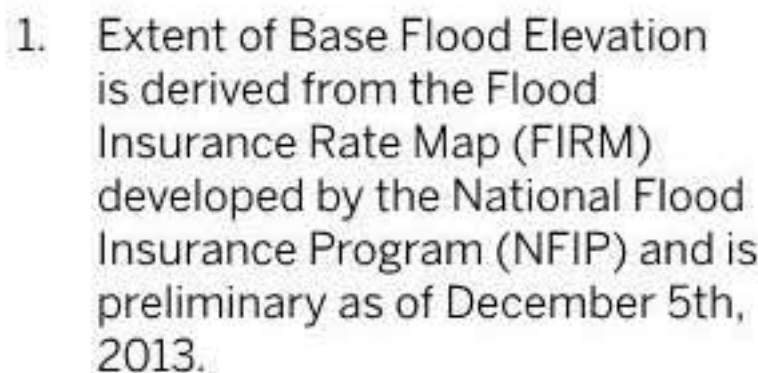 1. Extent of Base Flood Elevation
is derived from the Flood
Insurance Rate Map (FIRM)
developed by the National Flood
Insurance Program (NFIP) and is
preliminary as of December 5th,
2013.